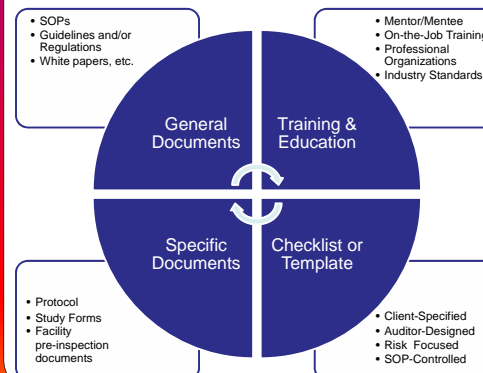 • SOPs
• Guidelines and/or
Regulations
• White papers, etc.
• Mentor/Mentee
• On-the-Job Training
• Professional
Organizations
• Industry Standards
General
Documents
Training &
Education
Specific
Documents
Checklist or
Template
• Protocol
• Study Forms
• Facility
pre-inspection
documents
• Client-Specified
• Auditor-Designed
• Risk Focused
• SOP-Controlled